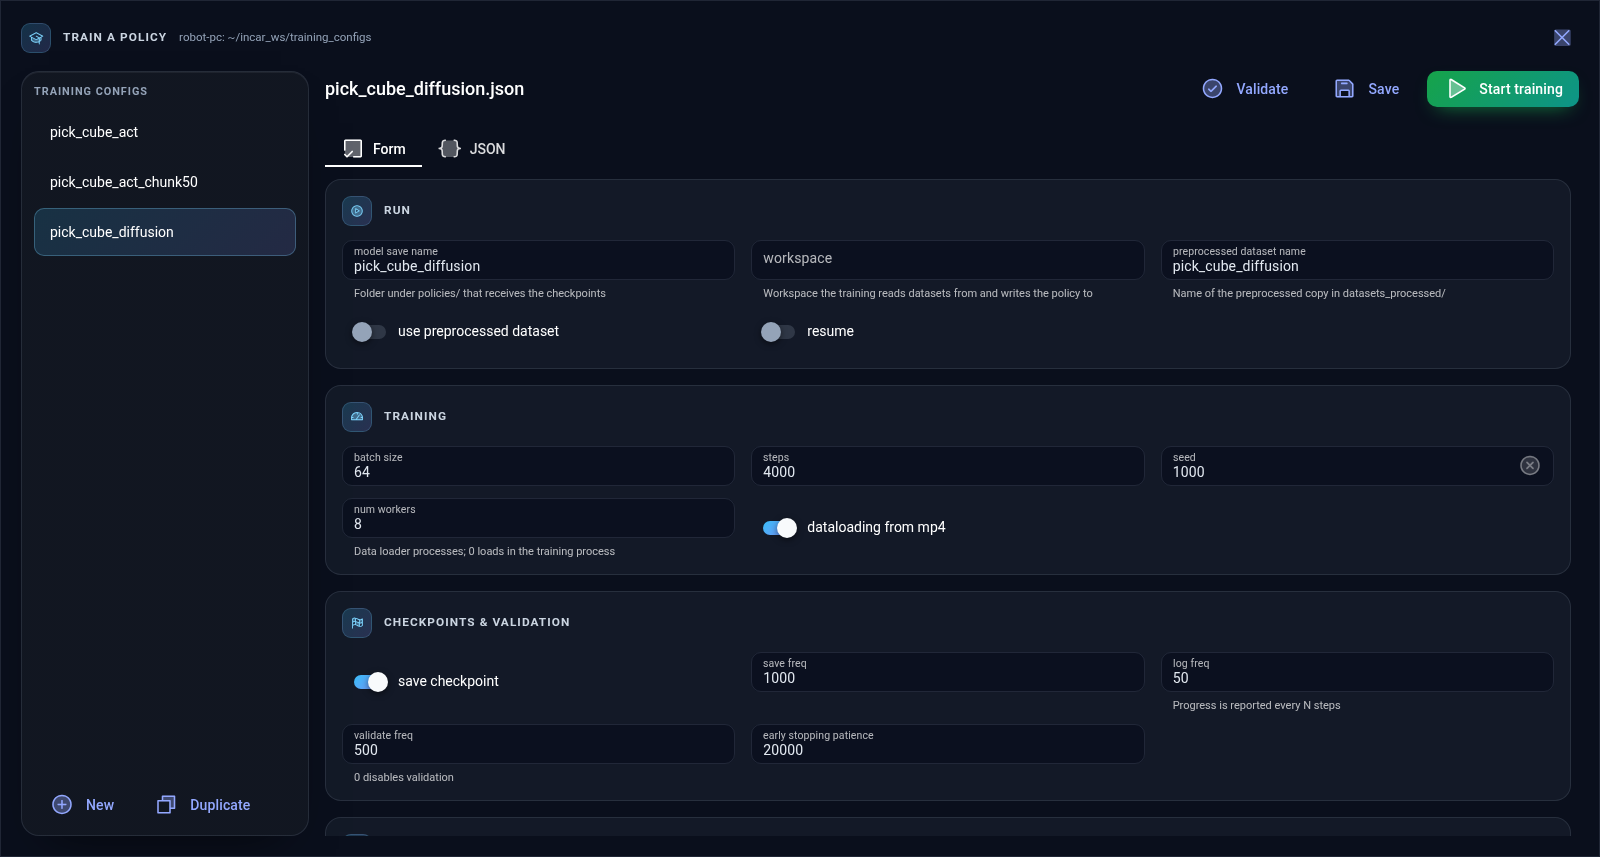 TRAIN A POLICY robot-pc: ~/incar_ws/training_configs
TRAINING CONFIGS
pick_cube_act
pick_cube_act_chunk50
pick_cube_diffusion
New Duplicate
pick_cube_diffusion.json
Validate Save Start training
Form JSON
RUN
model save name
pick_cube_diffusion
Folder under policies/ that receives the checkpoints
workspace
Workspace the training reads datasets from and writes the policy to
preprocessed dataset name
pick_cube_diffusion
Name of the preprocessed copy in datasets_processed/
use preprocessed dataset
resume
TRAINING
batch size
64
steps
4000
seed
1000
num workers
8
Data loader processes; 0 loads in the training process
dataloading from mp4
CHECKPOINTS & VALIDATION
save checkpoint
save freq
1000
log freq
50
Progress is reported every N steps
validate freq
500
0 disables validation
early stopping patience
20000